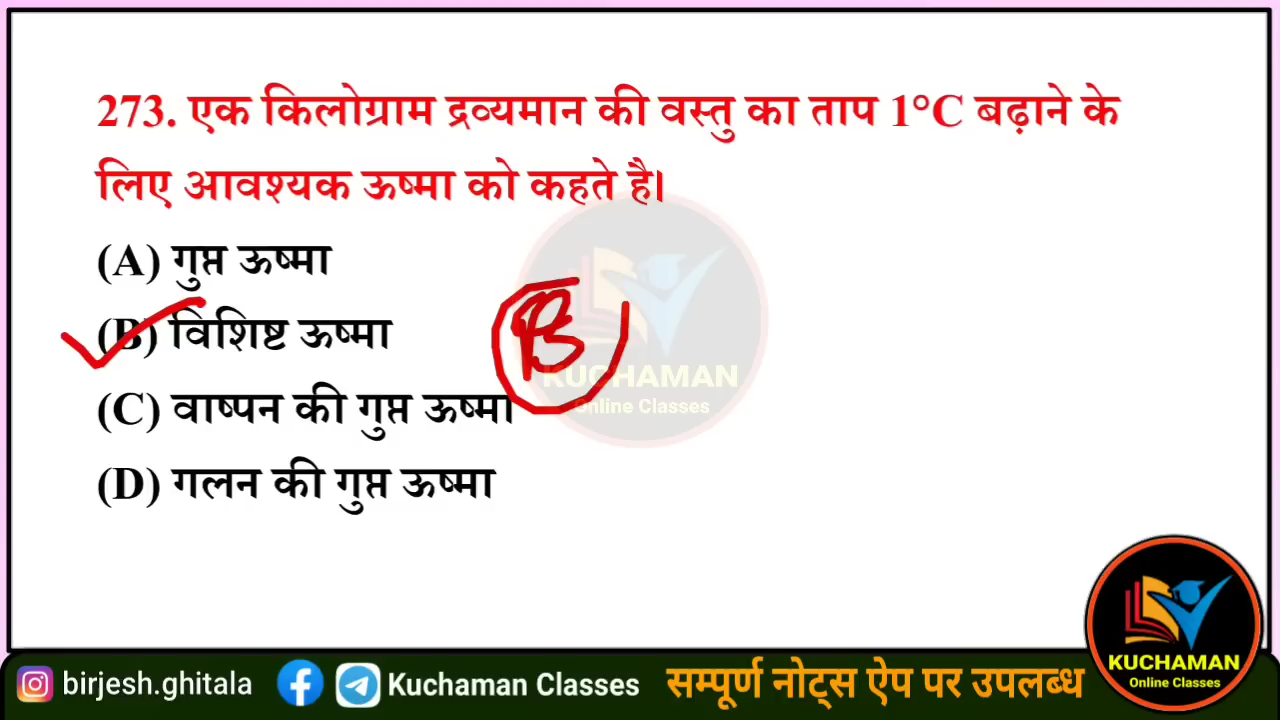 273. एक किलोग्राम द्रव्यमान की वस्तु का ताप 1°C बढ़ाने के
लिए आवश्यक ऊष्मा को कहते है।
(A) गुप्त ऊष्मा
(B) विशिष्ट ऊष्मा
B
(C) वाष्पन की गुप्त ऊष्मा
(D) गलन की गुप्त ऊष्मा
KUCHAMAN
Online Classes
KUCHAMAN
Online Classes
birjesh.ghitala
Kuchaman Classes
सम्पूर्ण नोट्स ऐप पर उपलब्ध